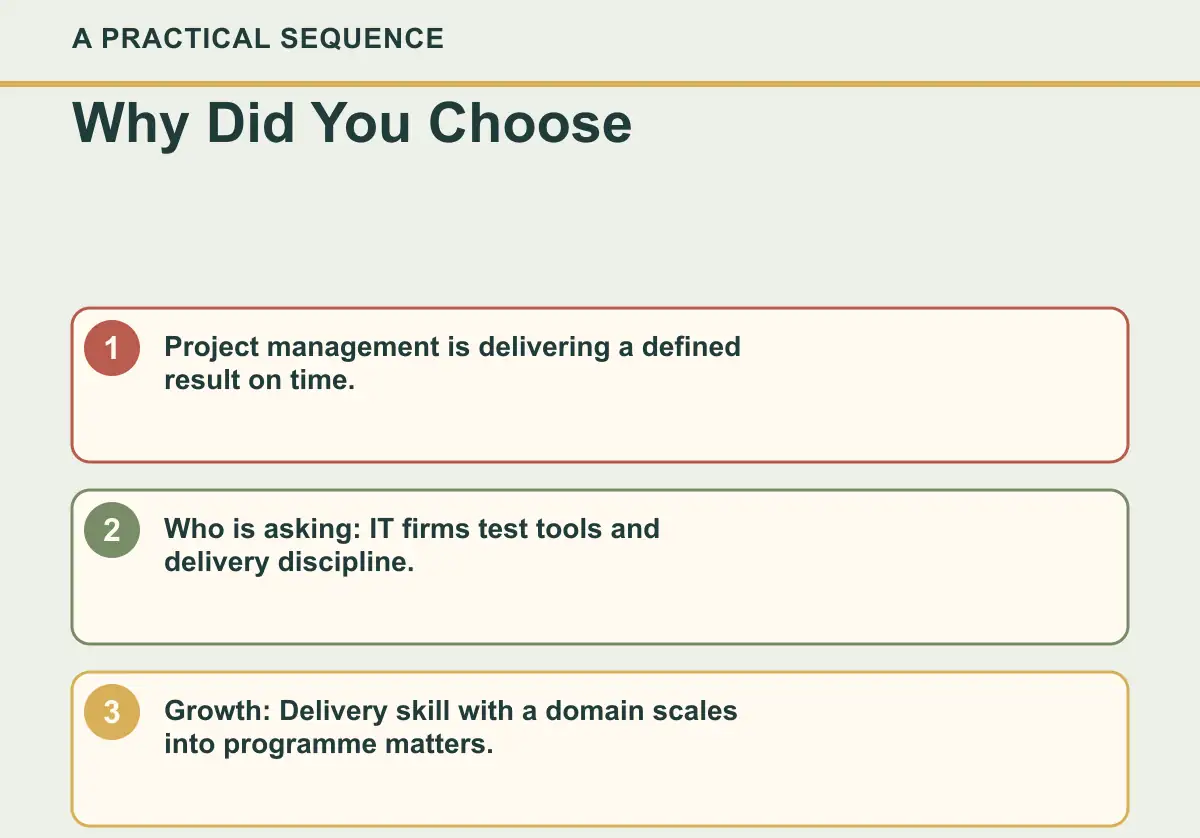 A PRACTICAL SEQUENCE
Why Did You Choose
1
Project management is delivering a defined
result on time.
2
Who is asking: IT firms test tools and
delivery discipline.
3
Growth: Delivery skill with a domain scales
into programme matters.